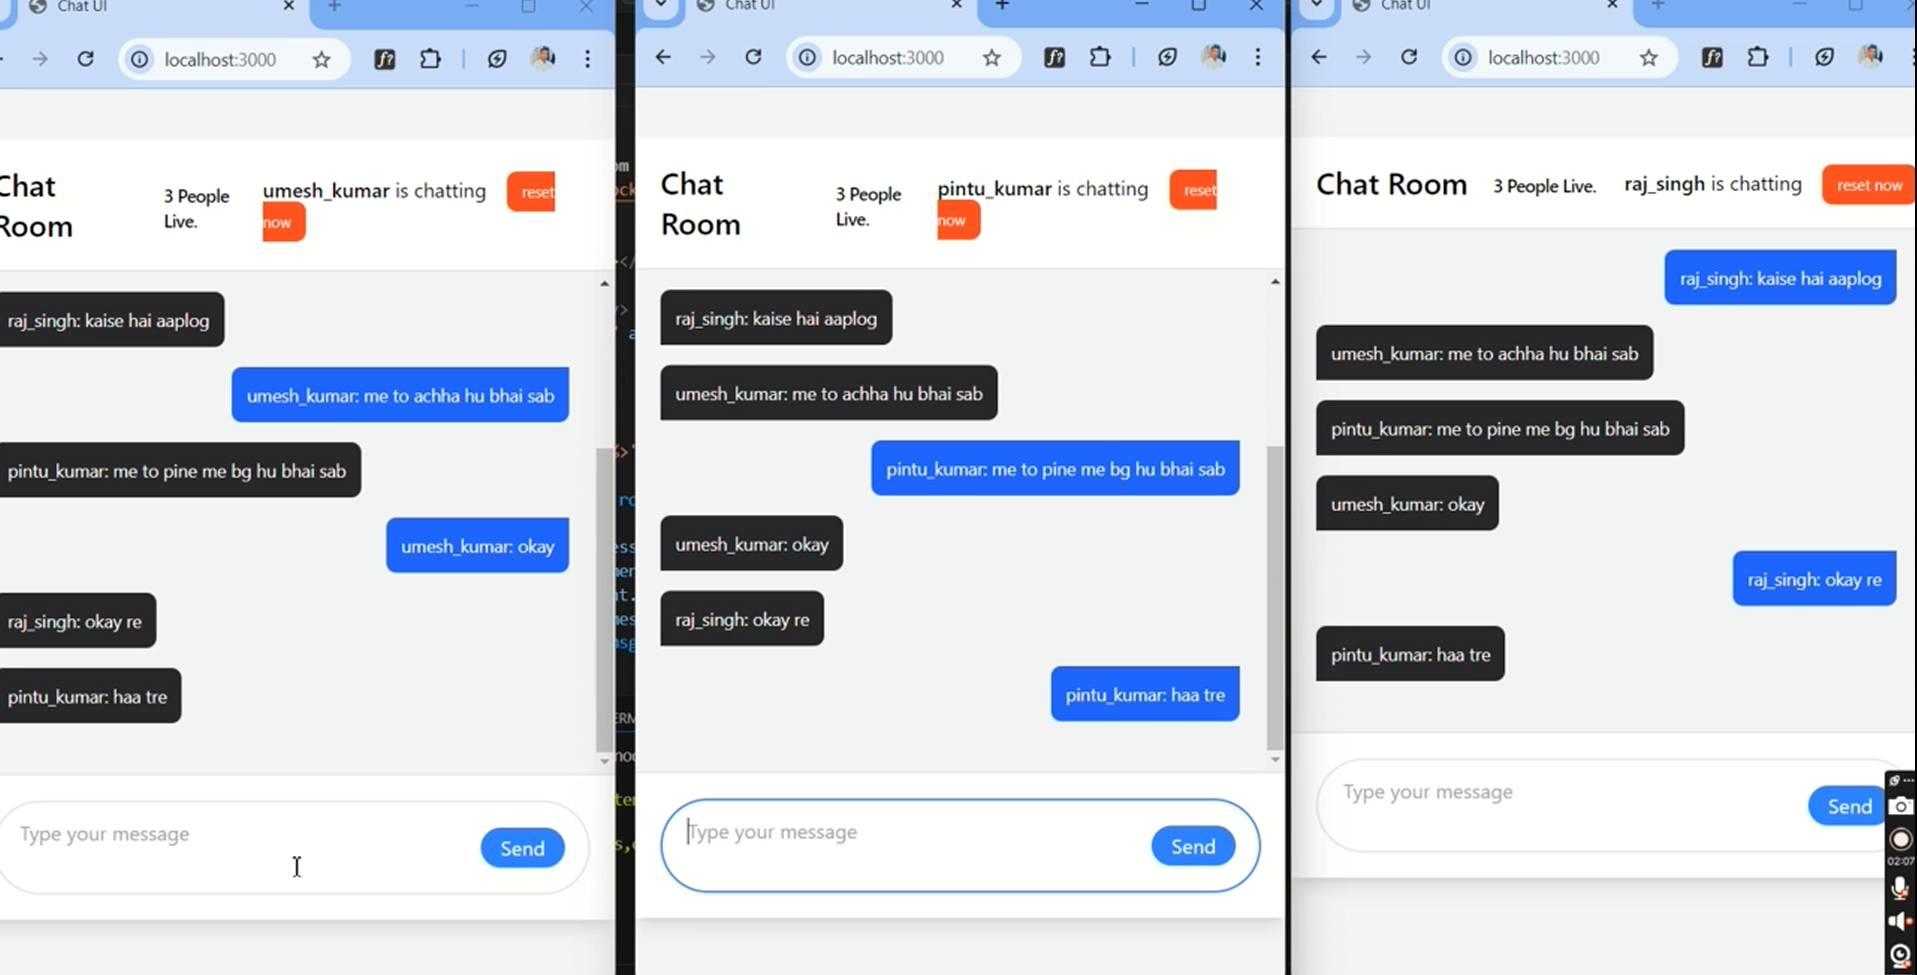 Chat UI
localhost:3000
Chat
Room
3 People
Live.
umesh_kumar is chatting
reset
now
raj_singh: kaise hai aaplog
umesh_kumar: me to achha hu bhai sab
pintu_kumar: me to pine me bg hu bhai sab
umesh_kumar: okay
raj_singh: okay re
pintu_kumar: haa tre
Type your message
Send
Chat UI
localhost:3000
Chat
Room
3 People
Live.
pintu_kumar is chatting
reset
now
raj_singh: kaise hai aaplog
umesh_kumar: me to achha hu bhai sab
pintu_kumar: me to pine me bg hu bhai sab
umesh_kumar: okay
raj_singh: okay re
pintu_kumar: haa tre
Type your message
Send
Chat UI
localhost:3000
Chat Room
3 People Live.
raj_singh is chatting
reset now
raj_singh: kaise hai aaplog
umesh_kumar: me to achha hu bhai sab
pintu_kumar: me to pine me bg hu bhai sab
umesh_kumar: okay
raj_singh: okay re
pintu_kumar: haa tre
Type your message
Send
02:07